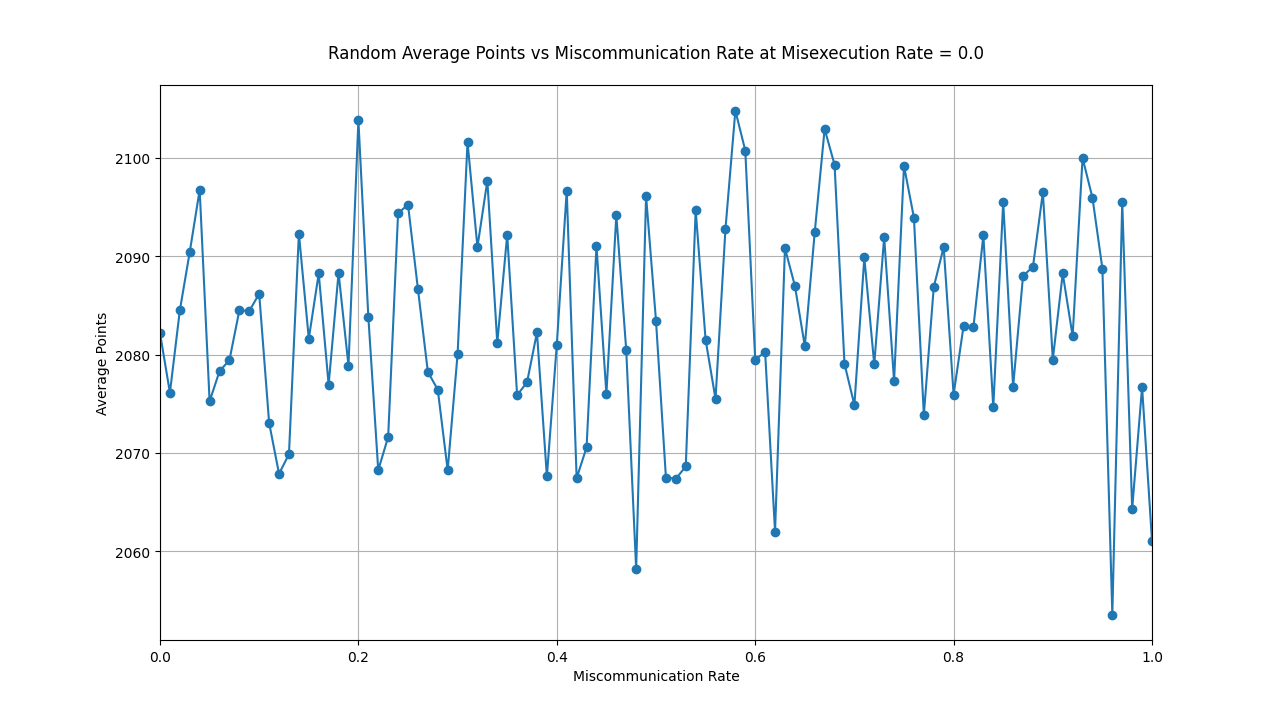 Random Average Points vs Miscommunication Rate at Misexecution Rate = 0.0
2100
2090
2080
2070
2060
Average Points
0.0 0.2 0.4 0.6 0.8 1.0
Miscommunication Rate